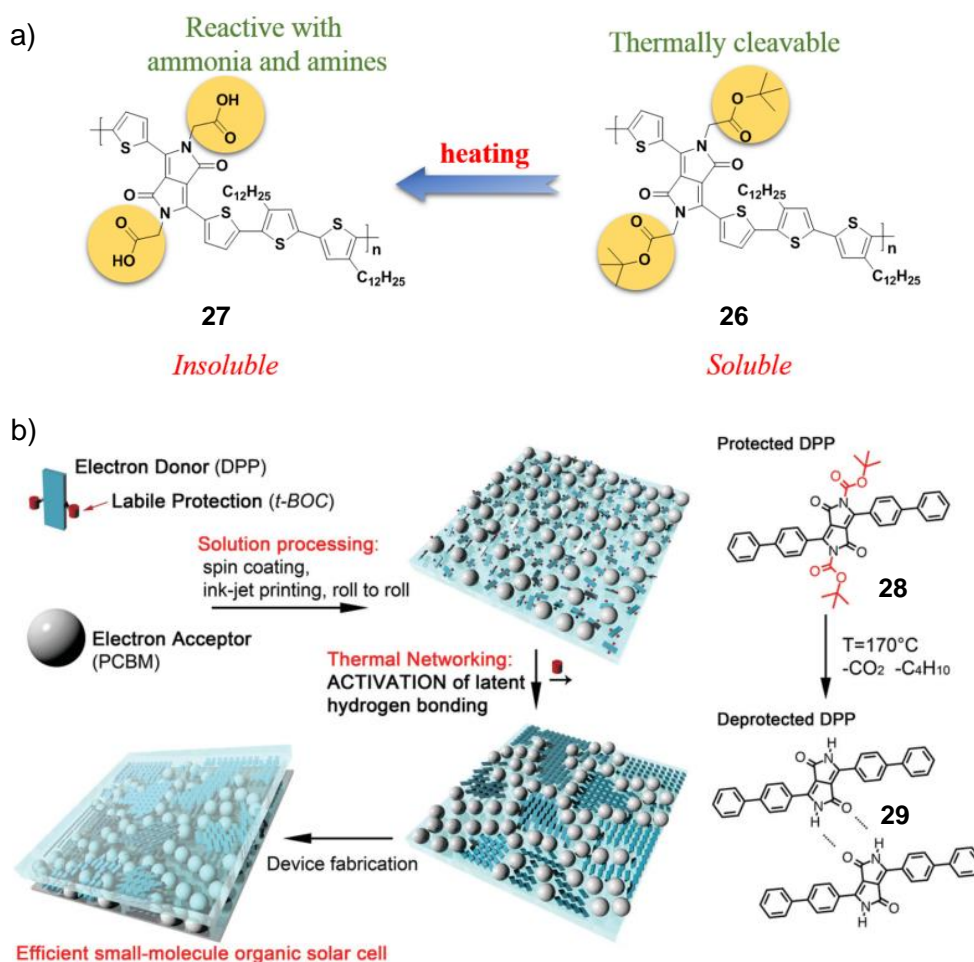 a)
Reactive with
ammonia and amines
Thermally cleavable
OH
O
N
S
O
O
N
C12H25
S
S
S
n
C12H25
O
HO
27
Insoluble
heating
O
O
N
S
O
O
N
C12H25
S
S
S
n
C12H25
O
O
26
Soluble
b)
Electron Donor (DPP)
Labile Protection (t-BOC)
Solution processing:
spin coating,
ink-jet printing, roll to roll
Electron Acceptor
(PCBM)
Thermal Networking:
ACTIVATION of latent
hydrogen bonding
Device fabrication
Efficient small-molecule organic solar cell
Protected DPP
O
O
O
N
N
O
O
O
28
T=170°C
-CO2 -C4H10
Deprotected DPP
H
O
N
N
O
H
29
H
O
N
N
O
H